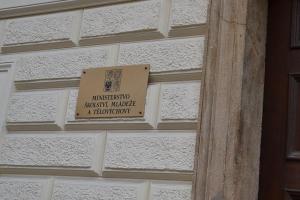 MINISTERSTVO
ŠKOLSTVÍ, MLÁDEŽE
A TĚLOVÝCHOVY